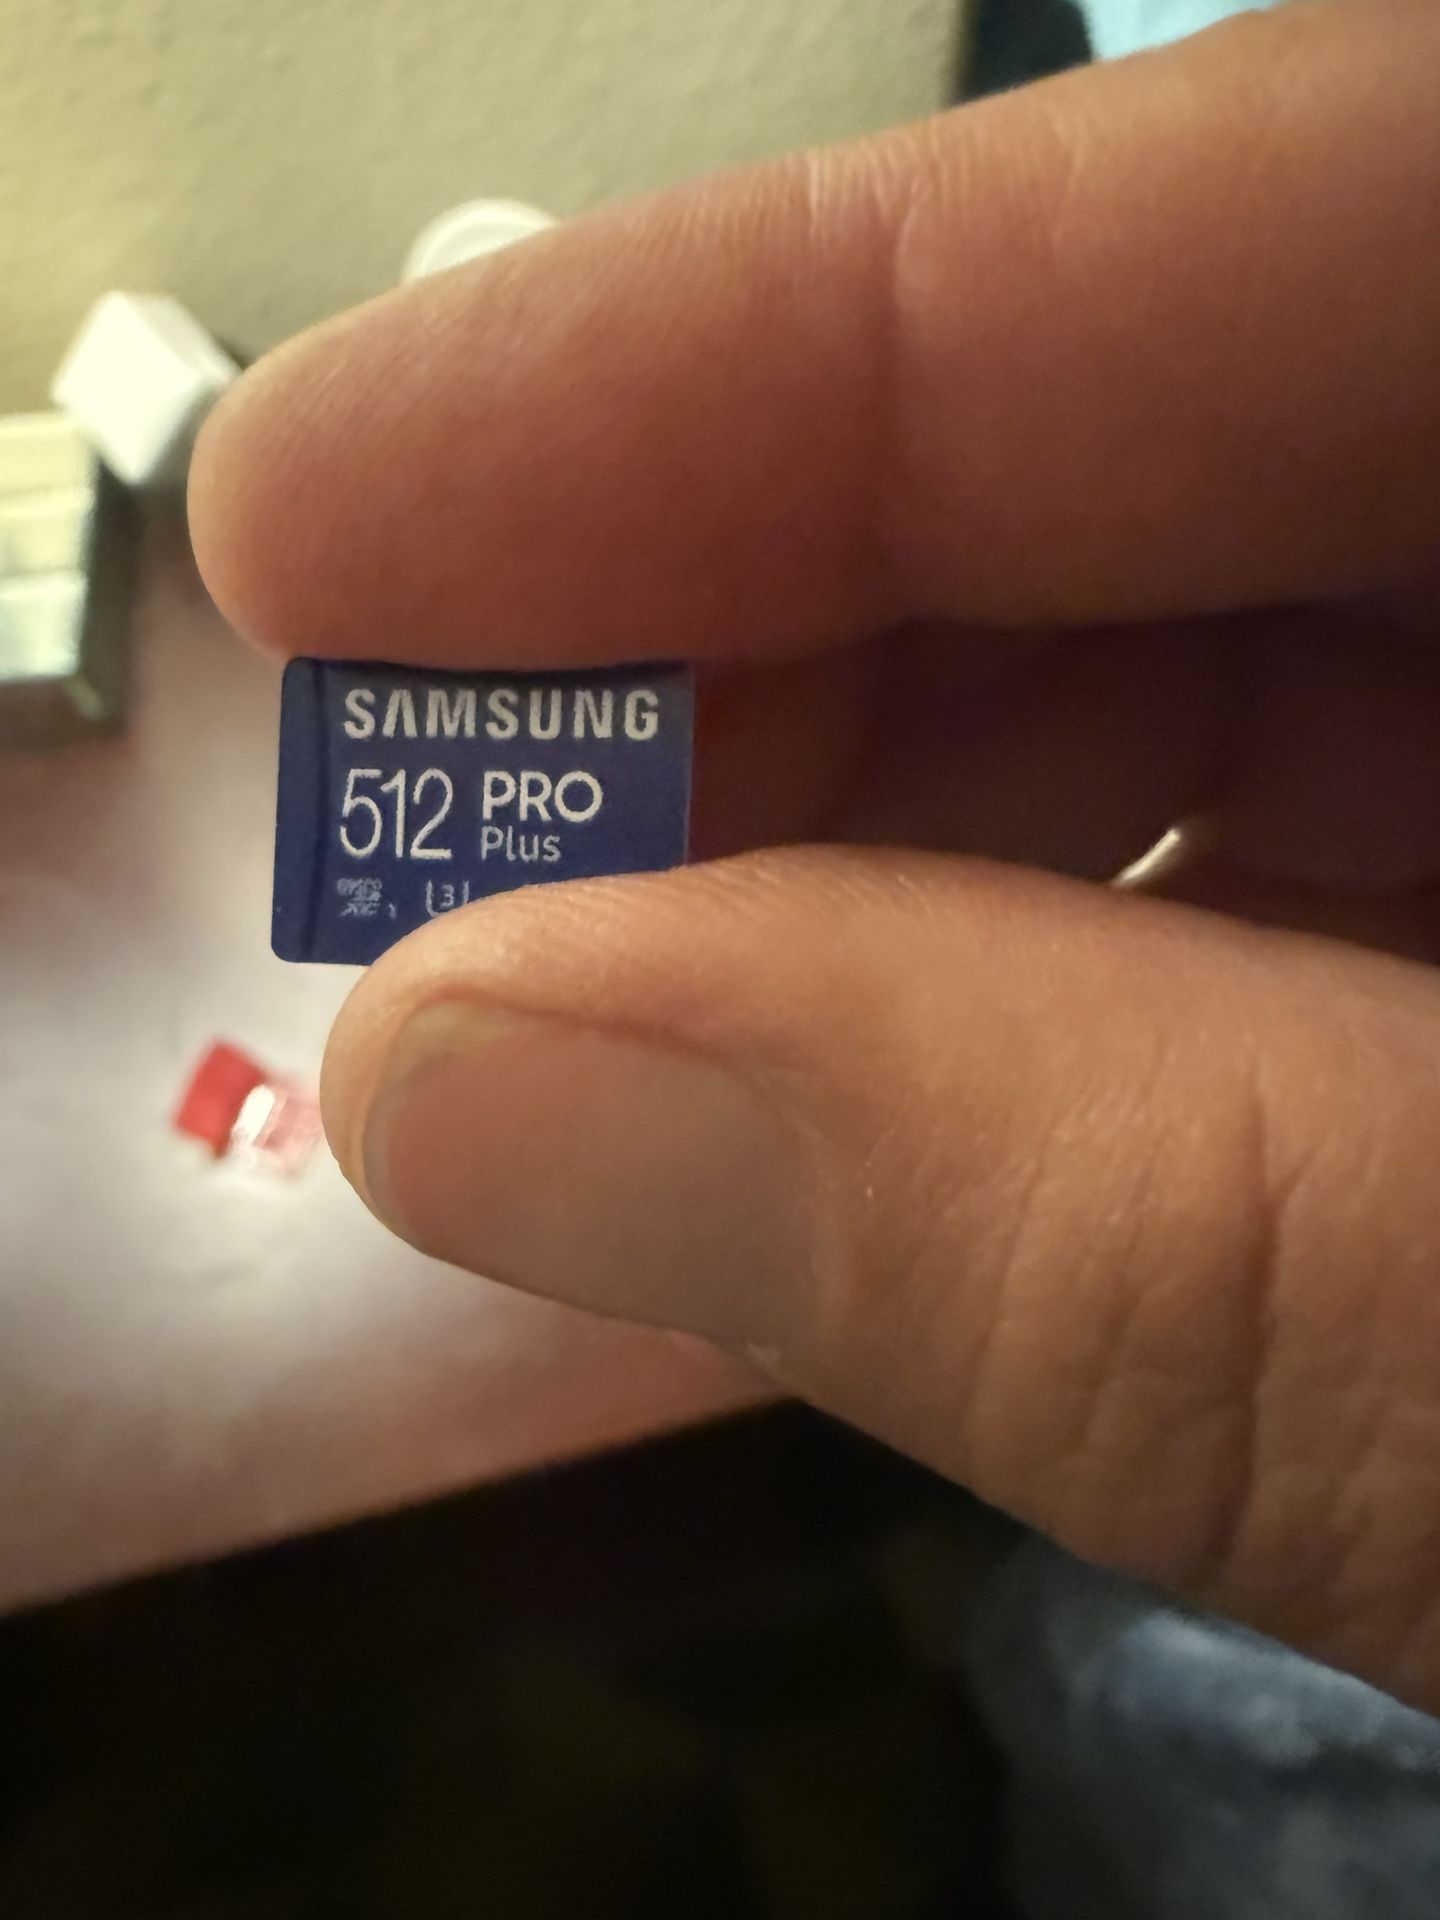 SAMSUNG
512 PRO
Plus
3